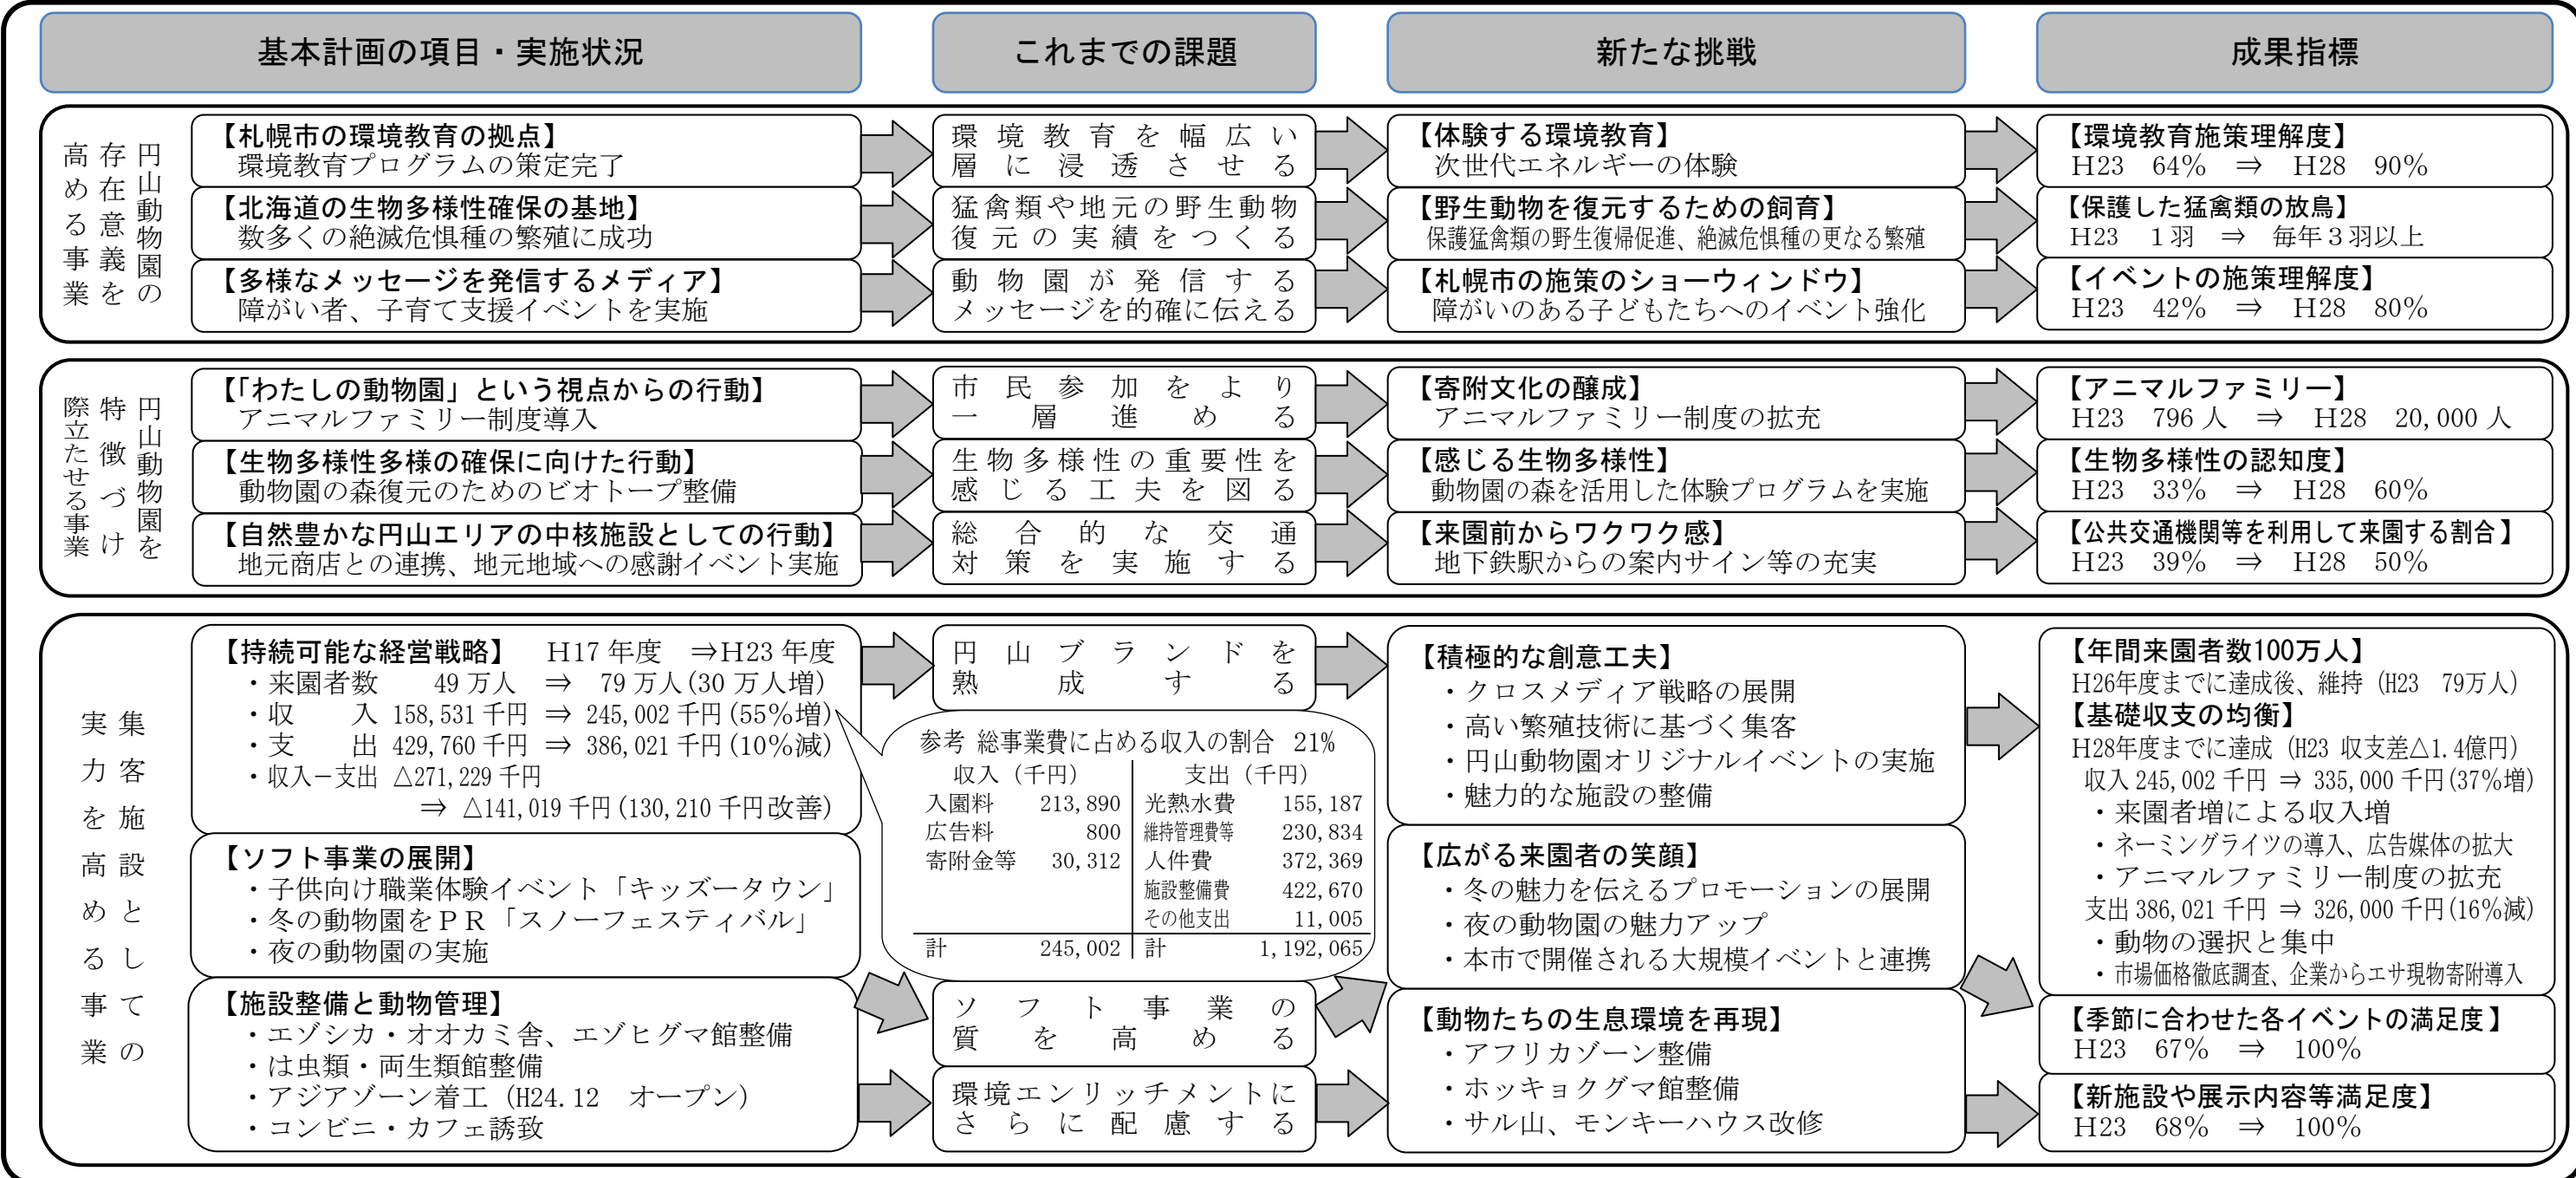 基本計画の項目・実施状況
これまでの課題
新たな挑戦
成果指標
円山動物園の
存在意義を
高める事業
【札幌市の環境教育の拠点】
環境教育プログラムの策定完了
環境教育を幅広い
層に浸透させる
【体験する環境教育】
次世代エネルギーの体験
【環境教育施策理解度】
H23　64%　⇒　H28　90%
【北海道の生物多様性確保の基地】
数多くの絶滅危惧種の繁殖に成功
猛禽類や地元の野生動物
復元の実績をつくる
【野生動物を復元するための飼育】
保護猛禽類の野生復帰促進、絶滅危惧種の更なる繁殖
【保護した猛禽類の放鳥】
H23　１羽　⇒　毎年３羽以上
【多様なメッセージを発信するメディア】
障がい者、子育て支援イベントを実施
動物園が発信する
メッセージを的確に伝える
【札幌市の施策のショーウィンドウ】
障がいのある子どもたちへのイベント強化
【イベントの施策理解度】
H23　42%　⇒　H28　80%
円山動物園を
特徴づけ
際立たせる事業
【「わたしの動物園」という視点からの行動】
アニマルファミリー制度導入
市民参加をより
一層進める
【寄附文化の醸成】
アニマルファミリー制度の拡充
【アニマルファミリー】
H23　796人　⇒　H28　20,000人
【生物多様性多様の確保に向けた行動】
動物園の森復元のためのビオトープ整備
生物多様性の重要性を
感じる工夫を図る
【感じる生物多様性】
動物園の森を活用した体験プログラムを実施
【生物多様性の認知度】
H23　33%　⇒　H28　60%
【自然豊かな円山エリアの中核施設としての行動】
地元商店との連携、地元地域への感謝イベント実施
総合的な交通
対策を実施する
【来園前からワクワク感】
地下鉄駅からの案内サイン等の充実
【公共交通機関等を利用して来園する割合】
H23　39%　⇒　H28　50%
集客施設としての
実力を高める事業
【持続可能な経営戦略】　H17年度　⇒H23年度
・来園者数　49万人　⇒　79万人(30万人増)
・収　入 158,531千円 ⇒ 245,002千円(55%増)
・支　出 429,760千円 ⇒ 386,021千円(10%減)
・収入－支出 △271,229千円
⇒ △141,019千円(130,210千円改善)
【ソフト事業の展開】
・子供向け職業体験イベント「キッズータウン」
・冬の動物園をＰＲ「スノーフェスティバル」
・夜の動物園の実施
【施設整備と動物管理】
・エゾシカ・オオカミ舎、エゾヒグマ館整備
・は虫類・両生類館整備
・アジアゾーン着工（H24.12　オープン）
・コンビニ・カフェ誘致
円山ブランドを
熟成する
参考 総事業費に占める収入の割合　21%
収入（千円）　支出（千円）
入園料　213,890　光熱水費　155,187
広告料　800　維持管理費等　230,834
寄附金等　30,312　人件費　372,369
施設整備費　422,670
その他支出　11,005
計　245,002　計　1,192,065
ソフト事業の
質を高める
環境エンリッチメントに
さらに配慮する
【積極的な創意工夫】
・クロスメディア戦略の展開
・高い繁殖技術に基づく集客
・円山動物園オリジナルイベントの実施
・魅力的な施設の整備
【広がる来園者の笑顔】
・冬の魅力を伝えるプロモーションの展開
・夜の動物園の魅力アップ
・本市で開催される大規模イベントと連携
【動物たちの生息環境を再現】
・アフリカゾーン整備
・ホッキョクグマ館整備
・サル山、モンキーハウス改修
【年間来園者数100万人】
H26年度までに達成後、維持（H23　79万人）
【基礎収支の均衡】
H28年度までに達成（H23 収支差△1.4億円）
収入245,002千円 ⇒ 335,000千円(37%増)
・来園者増による収入増
・ネーミングライツの導入、広告媒体の拡大
・アニマルファミリー制度の拡充
支出386,021千円 ⇒ 326,000千円(16%減)
・動物の選択と集中
・市場価格徹底調査、企業からエサ現物寄附導入
【季節に合わせた各イベントの満足度】
H23　67%　⇒　100%
【新施設や展示内容等満足度】
H23　68%　⇒　100%